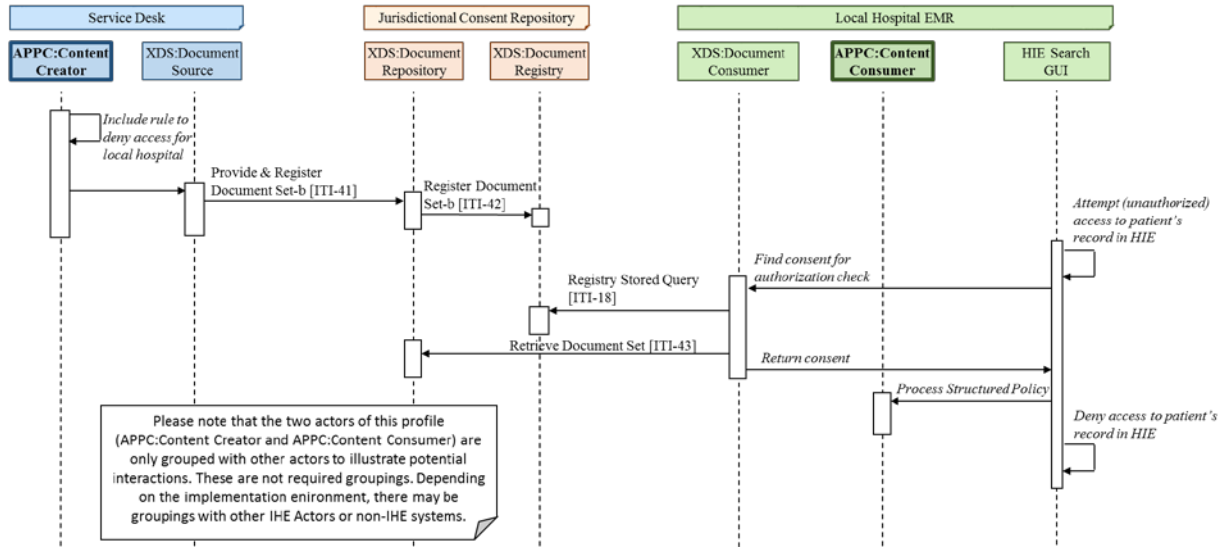 Service Desk
Jurisdictional Consent Repository
Local Hospital EMR
APPC:Content
Creator
XDS:Document
Source
XDS:Document
Repository
XDS:Document
Registry
XDS:Document
Consumer
APPC:Content
Consumer
HIE Search
GUI
Include rule to
deny access for
local hospital
Provide & Register
Document Set-b [ITI-41]
Register Document
Set-b [ITI-42]
Attempt (unauthorized)
access to patient's
record in HIE
Find consent for
authorization check
Registry Stored Query
[ITI-18]
Retrieve Document Set [ITI-43]
Return consent
Process Structured Policy
Deny access to patient's
record in HIE
Please note that the two actors of this profile
(APPC:Content Creator and APPC:Content Consumer) are
only grouped with other actors to illustrate potential
interactions. These are not required groupings. Depending
on the implementation enironment, there may be
groupings with other IHE Actors or non-IHE systems.